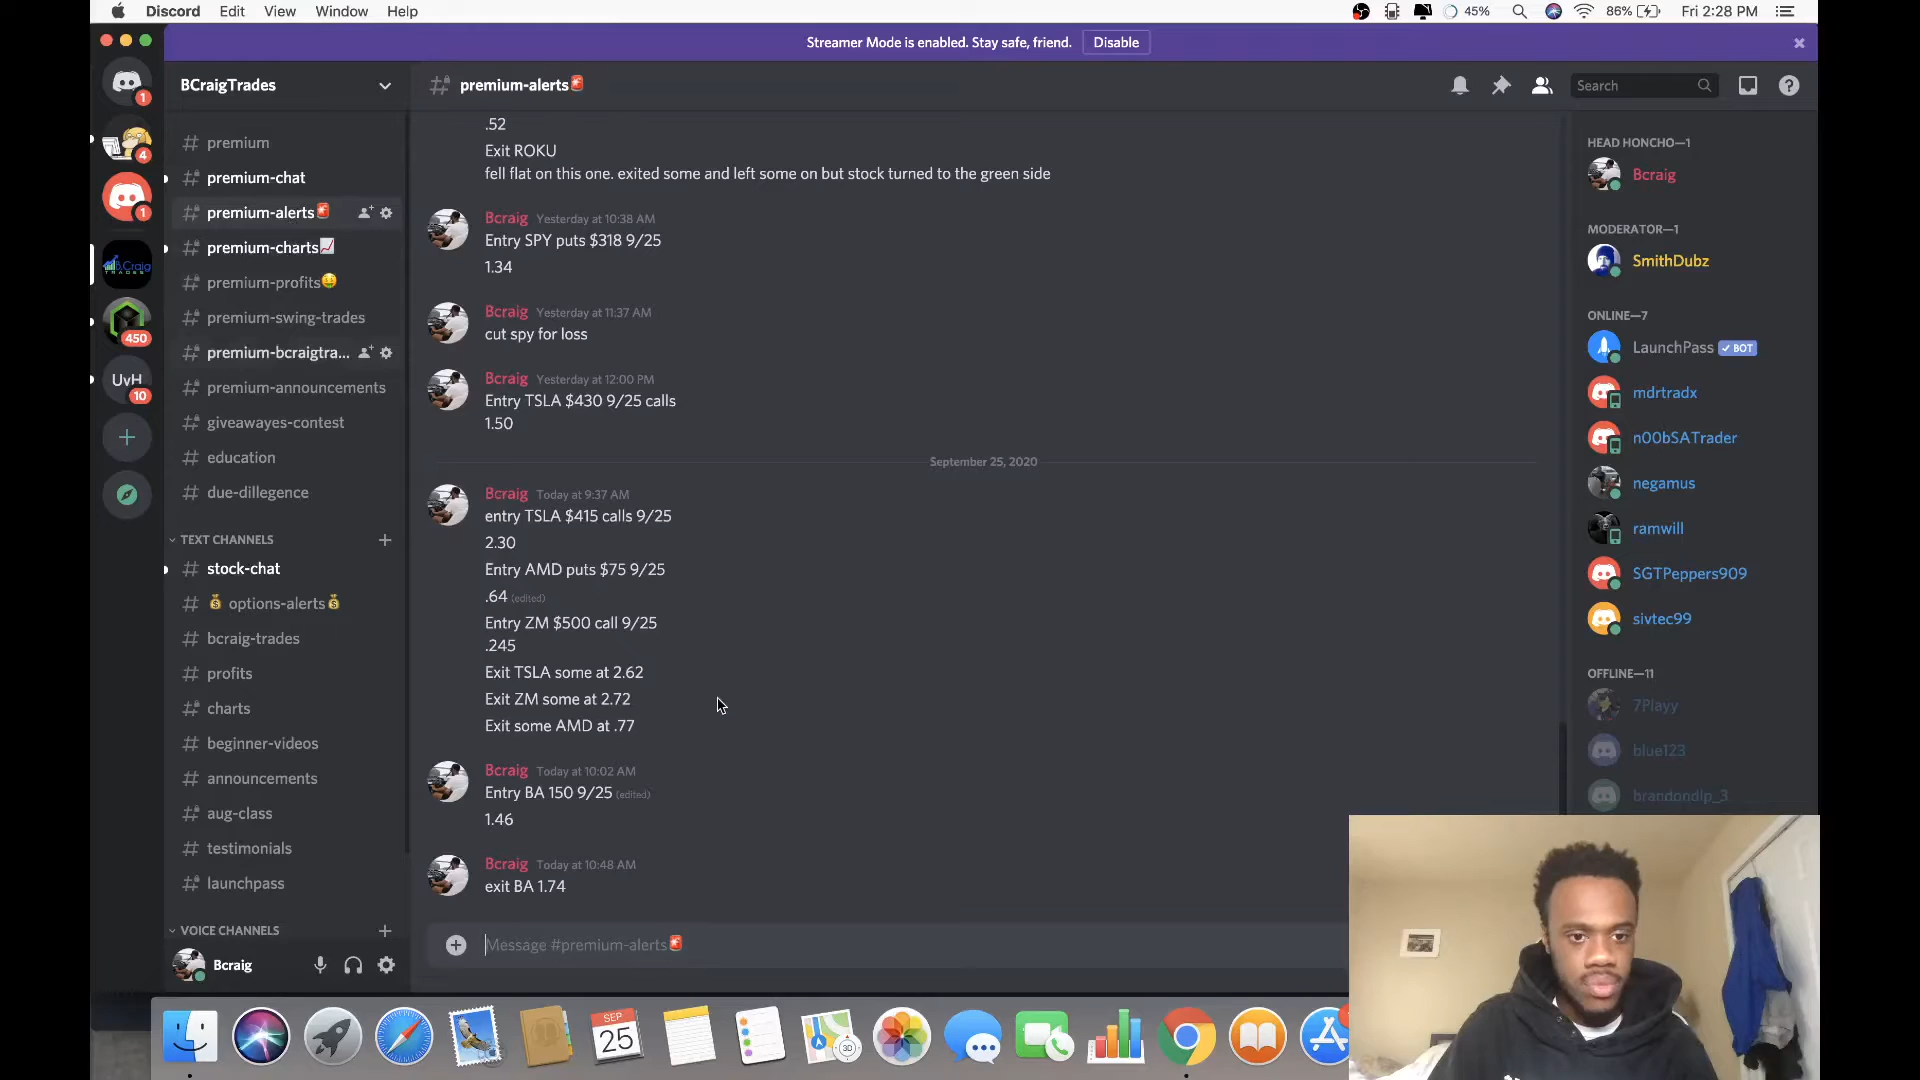 Discord Edit View Window Help 45% 86% Fri 2:28 PM
Streamer Mode is enabled. Stay safe, friend. Disable
BCraigTrades
premium
premium-chat
premium-alerts
premium-charts
premium-profits
premium-swing-trades
premium-bcraigtra...
premium-announcements
giveawayes-contest
education
due-dillegence
TEXT CHANNELS
stock-chat
options-alerts
bcraig-trades
profits
charts
beginner-videos
announcements
aug-class
testimonials
launchpass
VOICE CHANNELS
Bcraig
1
4
1
B.Craig
TRADES
450
UvH
10
premium-alerts
Search
.52
Exit ROKU
fell flat on this one. exited some and left some on but stock turned to the green side
Bcraig Yesterday at 10:38 AM
Entry SPY puts $318 9/25
1.34
Bcraig Yesterday at 11:37 AM
cut spy for loss
Bcraig Yesterday at 12:00 PM
Entry TSLA $430 9/25 calls
1.50
September 25, 2020
Bcraig Today at 9:37 AM
entry TSLA $415 calls 9/25
2.30
Entry AMD puts $75 9/25
.64 (edited)
Entry ZM $500 call 9/25
.245
Exit TSLA some at 2.62
Exit ZM some at 2.72
Exit some AMD at .77
Bcraig Today at 10:02 AM
Entry BA 150 9/25 (edited)
1.46
Bcraig Today at 10:48 AM
exit BA 1.74
Message #premium-alerts
HEAD HONCHO—1
Bcraig
MODERATOR—1
SmithDubz
ONLINE—7
LaunchPass BOT
mdrtradx
n00bSATrader
negamus
ramwill
SGTPeppers909
sivtec99
OFFLINE—11
7Playy
blue123
brandondlp_3
SEP
25
3D